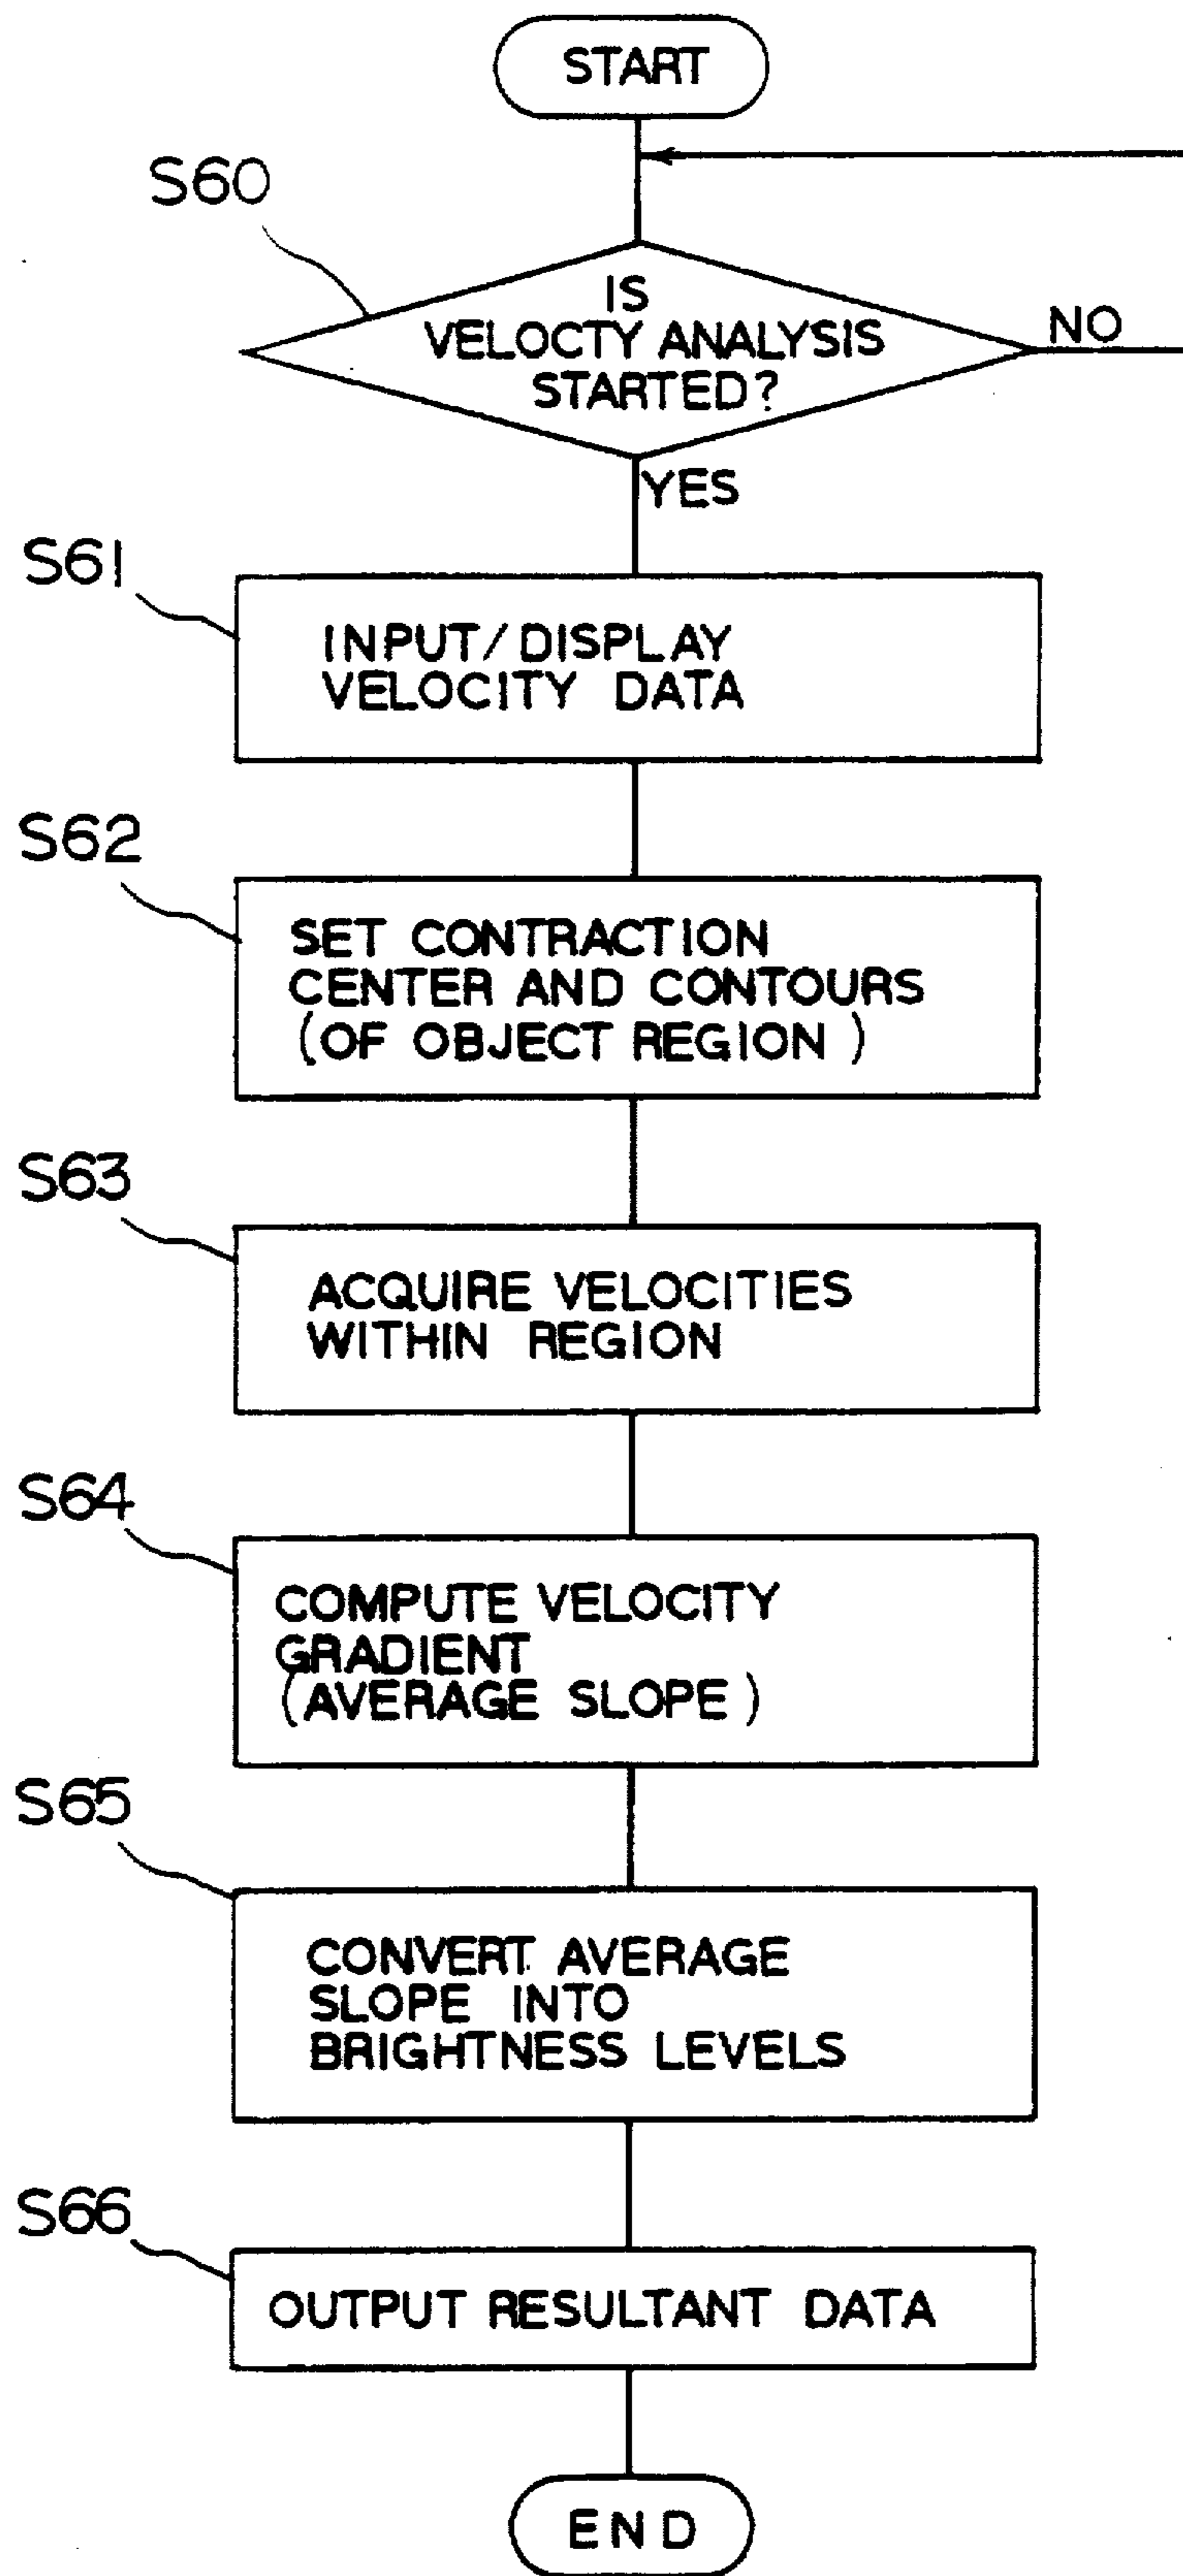 START
S60
IS
VELOCTY ANALYSIS
STARTED?
NO
YES
S61
INPUT/DISPLAY
VELOCITY DATA
S62
SET CONTRACTION
CENTER AND CONTOURS
(OF OBJECT REGION)
S63
ACQUIRE VELOCITIES
WITHIN REGION
S64
COMPUTE VELOCITY
GRADIENT
(AVERAGE SLOPE)
S65
CONVERT AVERAGE
SLOPE INTO
BRIGHTNESS LEVELS
S66
OUTPUT RESULTANT DATA
END